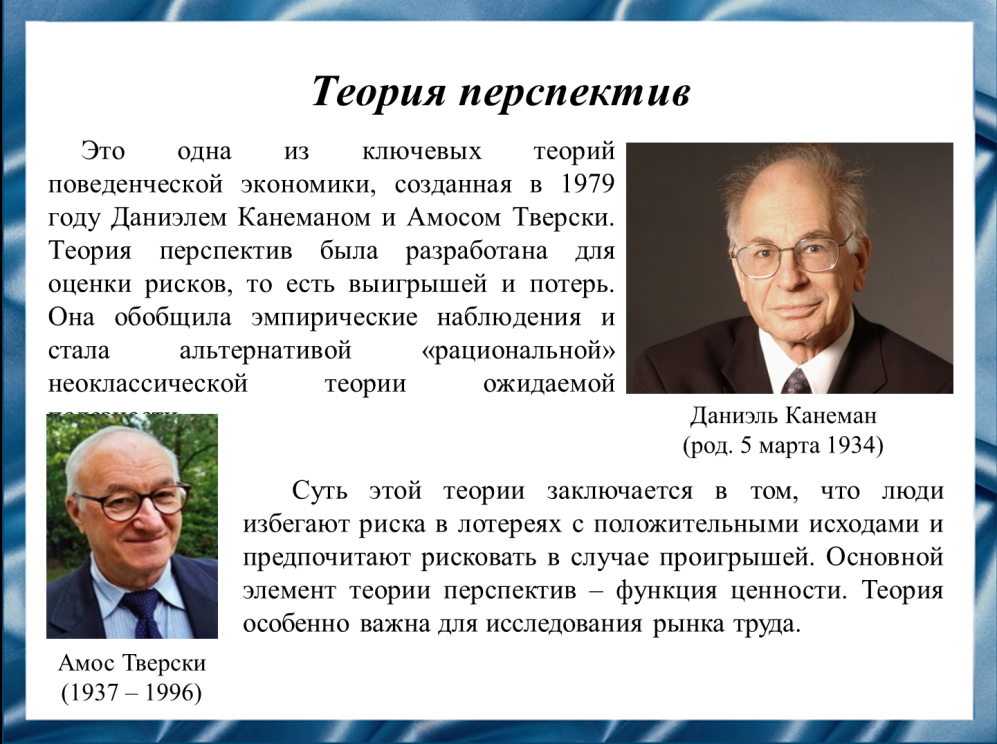 Теория перспектив
Это одна из ключевых теорий
поведенческой экономики, созданная в 1979
году Даниэлем Канеманом и Амосом Тверски.
Теория перспектив была разработана для
оценки рисков, то есть выигрышей и потерь.
Она обобщила эмпирические наблюдения и
стала альтернативой «рациональной»
неоклассической теории ожидаемой
Даниэль Канеман
(род. 5 марта 1934)
Суть этой теории заключается в том, что люди
избегают риска в лотереях с положительными исходами и
предпочитают рисковать в случае проигрышей. Основной
элемент теории перспектив – функция ценности. Теория
особенно важна для исследования рынка труда.
Амос Тверски
(1937 – 1996)